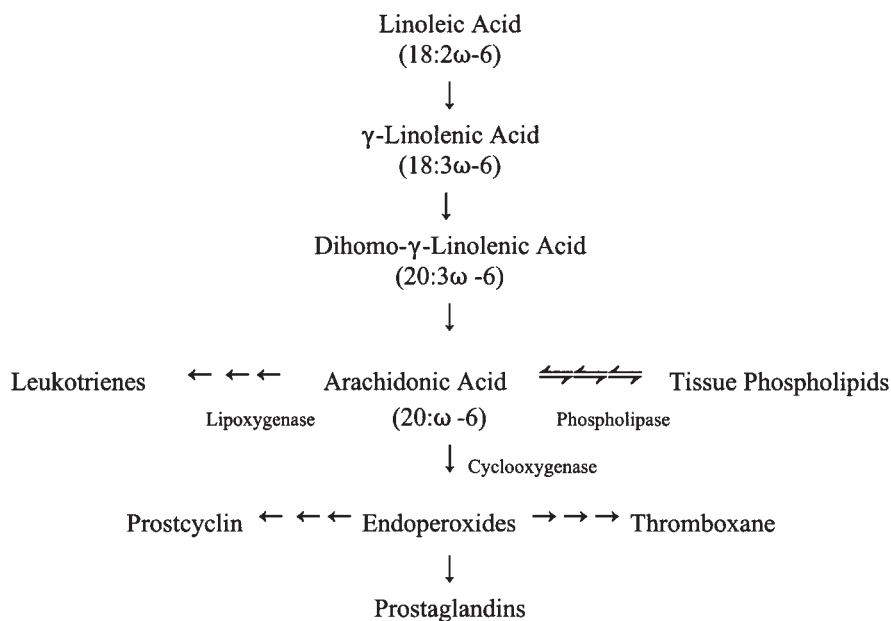 Linoleic Acid
(18:2ω-6)
γ-Linolenic Acid
(18:3ω-6)
Dihomo-γ-Linolenic Acid
(20:3ω -6)
Leukotrienes Arachidonic Acid Tissue Phospholipids
Lipoxygenase (20:ω -6) Phospholipase
Cyclooxygenase
Prostcyclin Endoperoxides Thromboxane
Prostaglandins